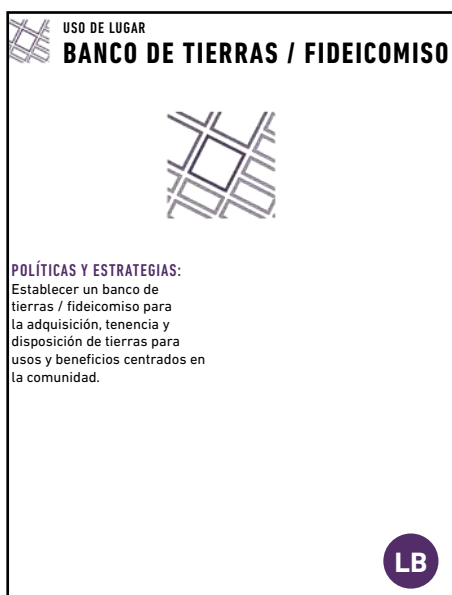 USO DE LUGAR
BANCO DE TIERRAS / FIDEICOMISO
POLÍTICAS Y ESTRATEGIAS:
Establecer un banco de
tierras / fideicomiso para
la adquisición, tenencia y
disposición de tierras para
usos y beneficios centrados en
la comunidad.
LB